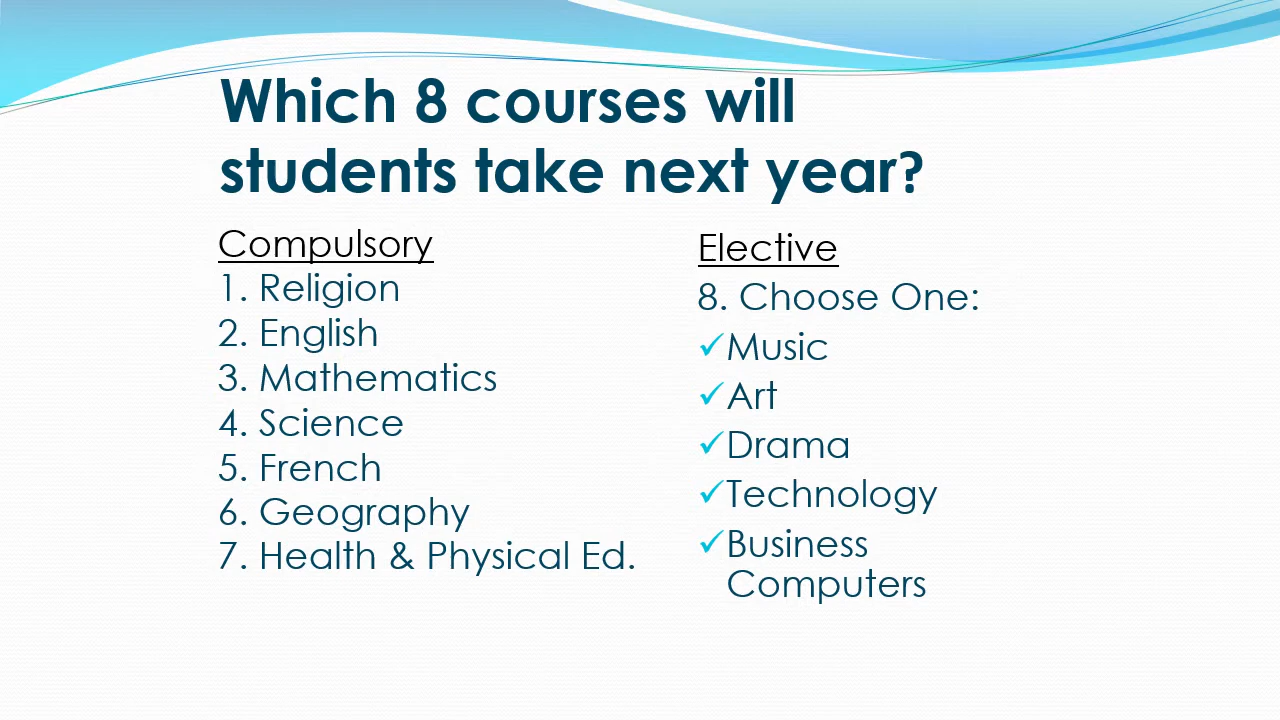 Which 8 courses will
students take next year?
Compulsory
1. Religion
2. English
3. Mathematics
4. Science
5. French
6. Geography
7. Health & Physical Ed.
Elective
8. Choose One:
✓Music
✓Art
✓Drama
✓Technology
✓Business
Computers